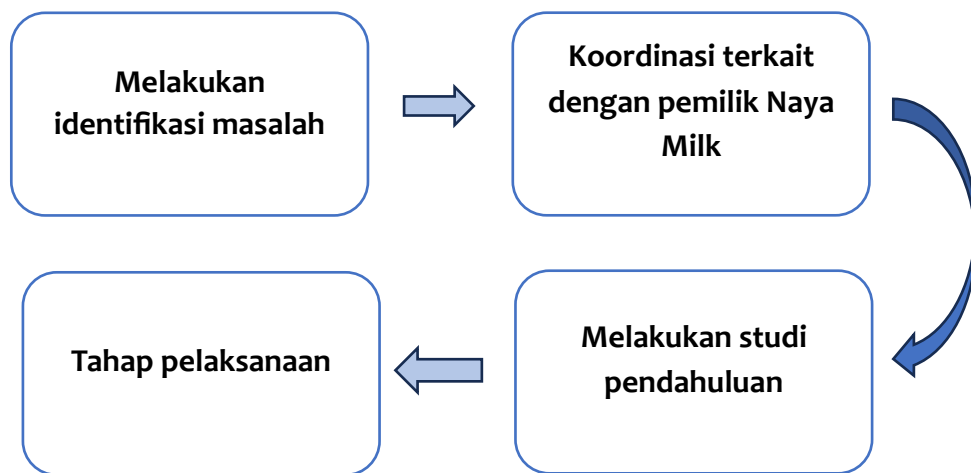 Melakukan
identifikasi masalah
Koordinasi terkait
dengan pemilik Naya
Milk
Melakukan studi
pendahuluan
Tahap pelaksanaan